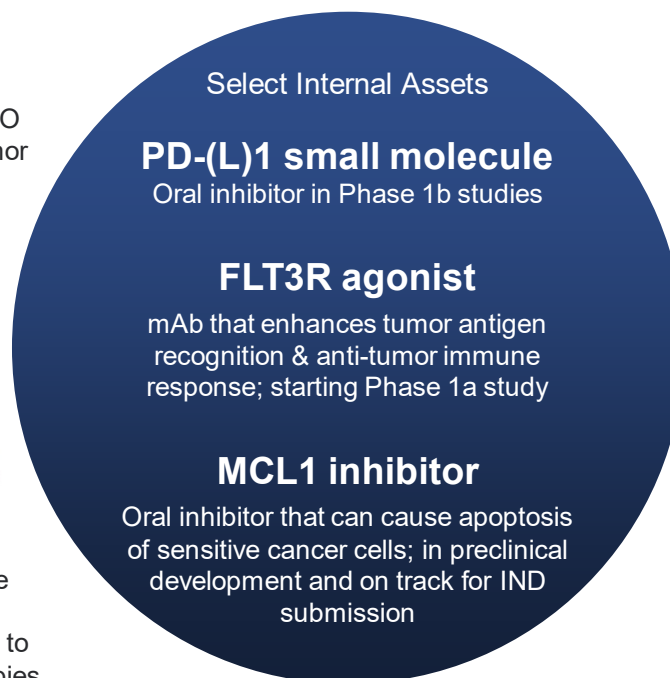 Select Internal Assets
O
nor
PD-(L)1 small molecule
Oral inhibitor in Phase 1b studies
FLT3R agonist
mAb that enhances tumor antigen
recognition & anti-tumor immune
response; starting Phase 1a study
MCL1 inhibitor
Oral inhibitor that can cause apoptosis
of sensitive cancer cells; in preclinical
development and on track for IND
submission
e
to